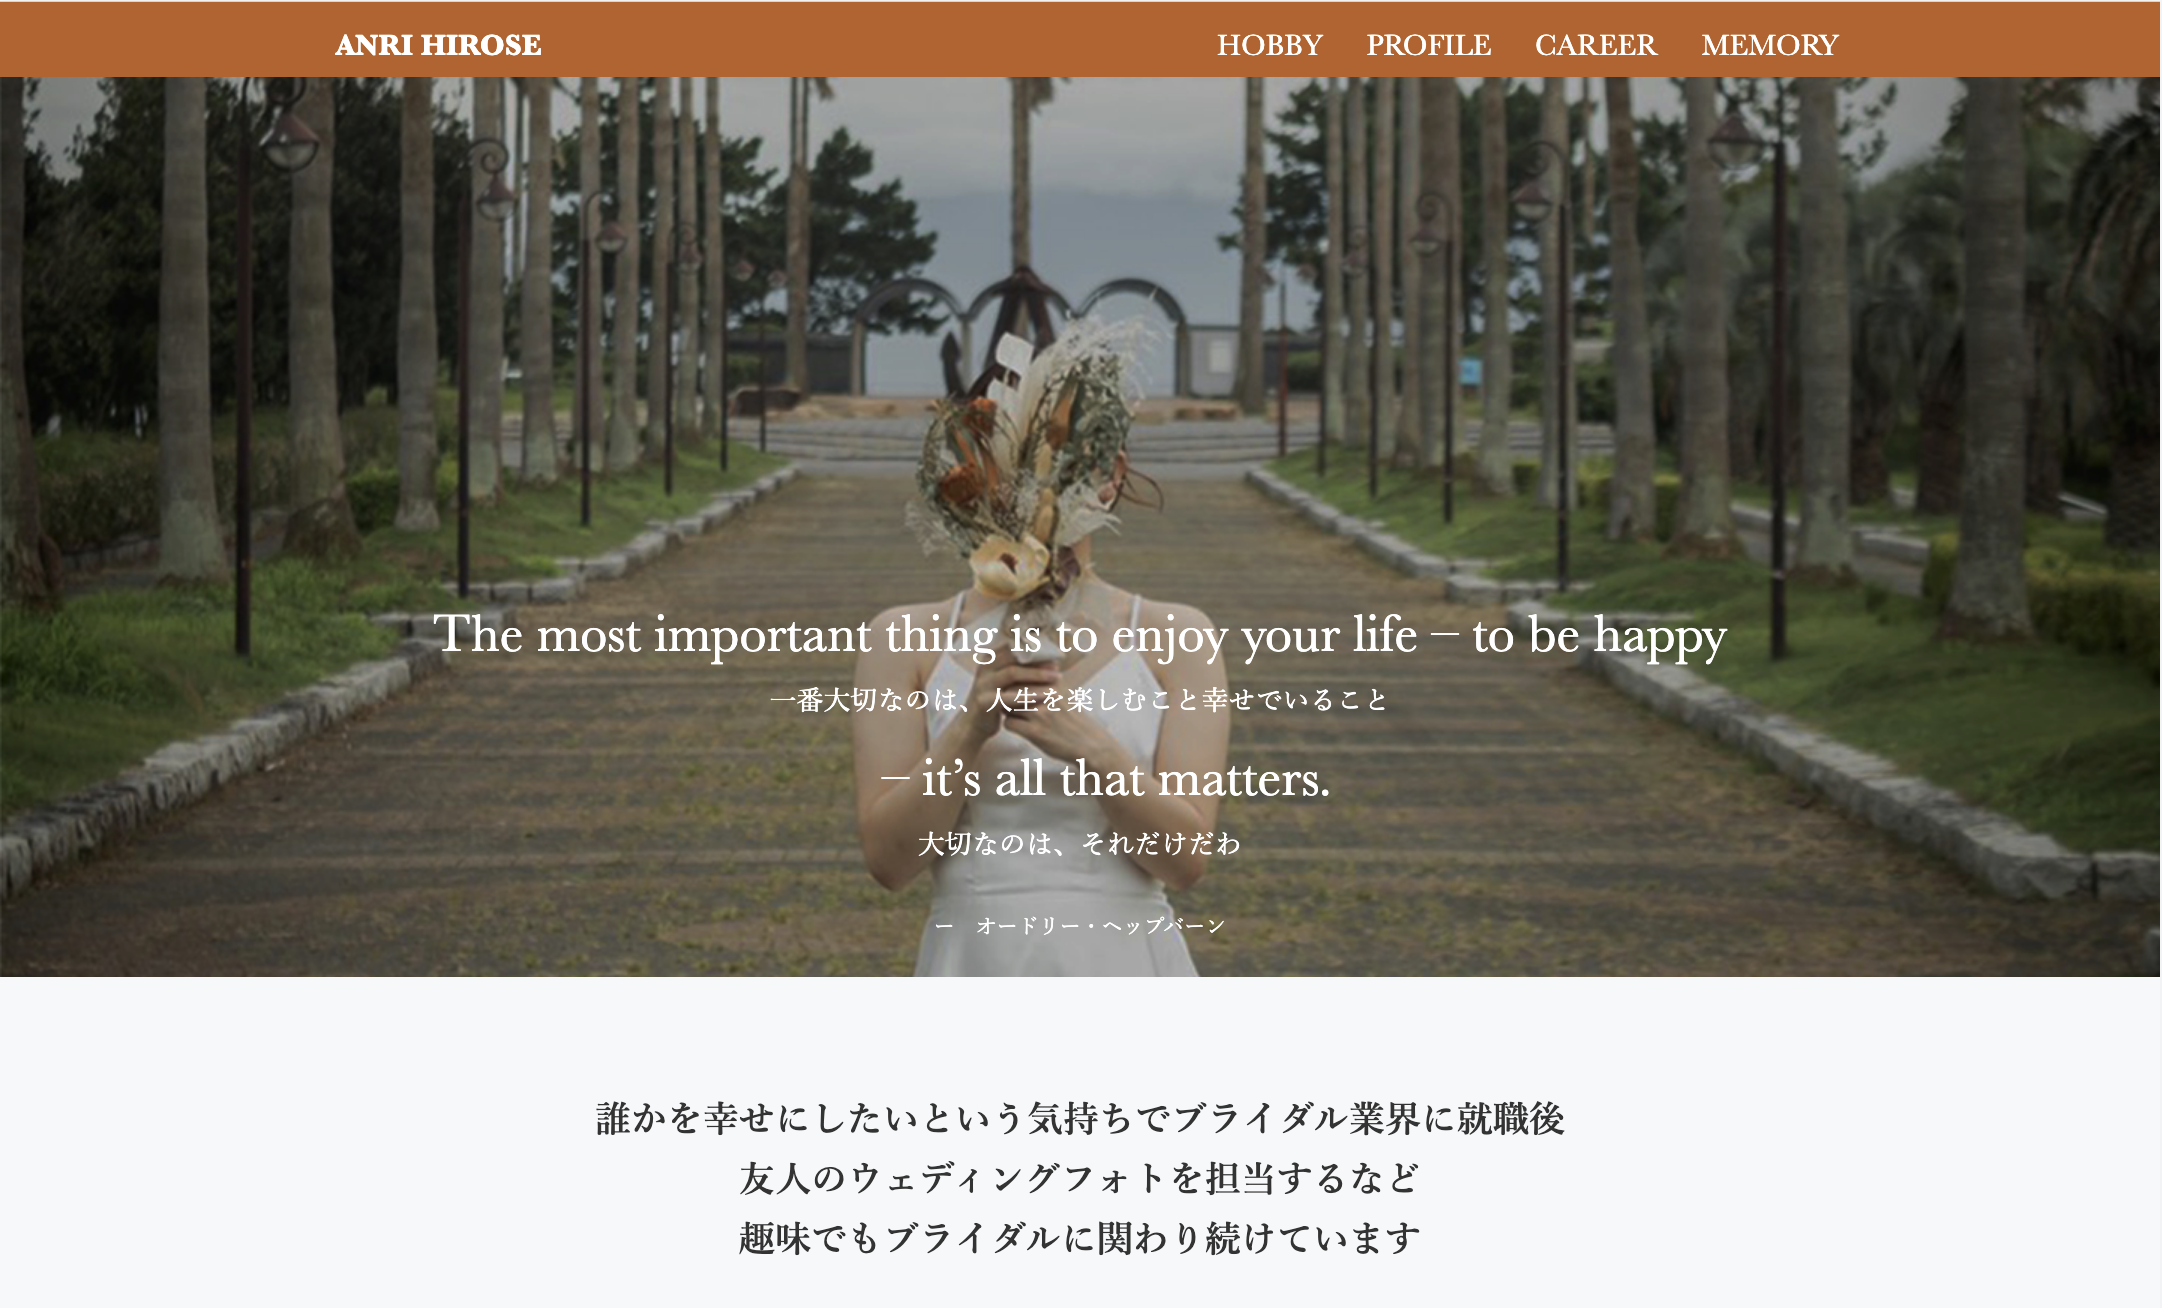 ANRI HIROSE
HOBBY PROFILE CAREER MEMORY
The most important thing is to enjoy your life – to be happy
一番大切なのは、人生を楽しむこと幸せでいること
– it’s all that matters.
大切なのは、それだけだわ
ー　オードリー・ヘップバーン
誰かを幸せにしたいという気持ちでブライダル業界に就職後
友人のウェディングフォトを担当するなど
趣味でもブライダルに関わり続けています